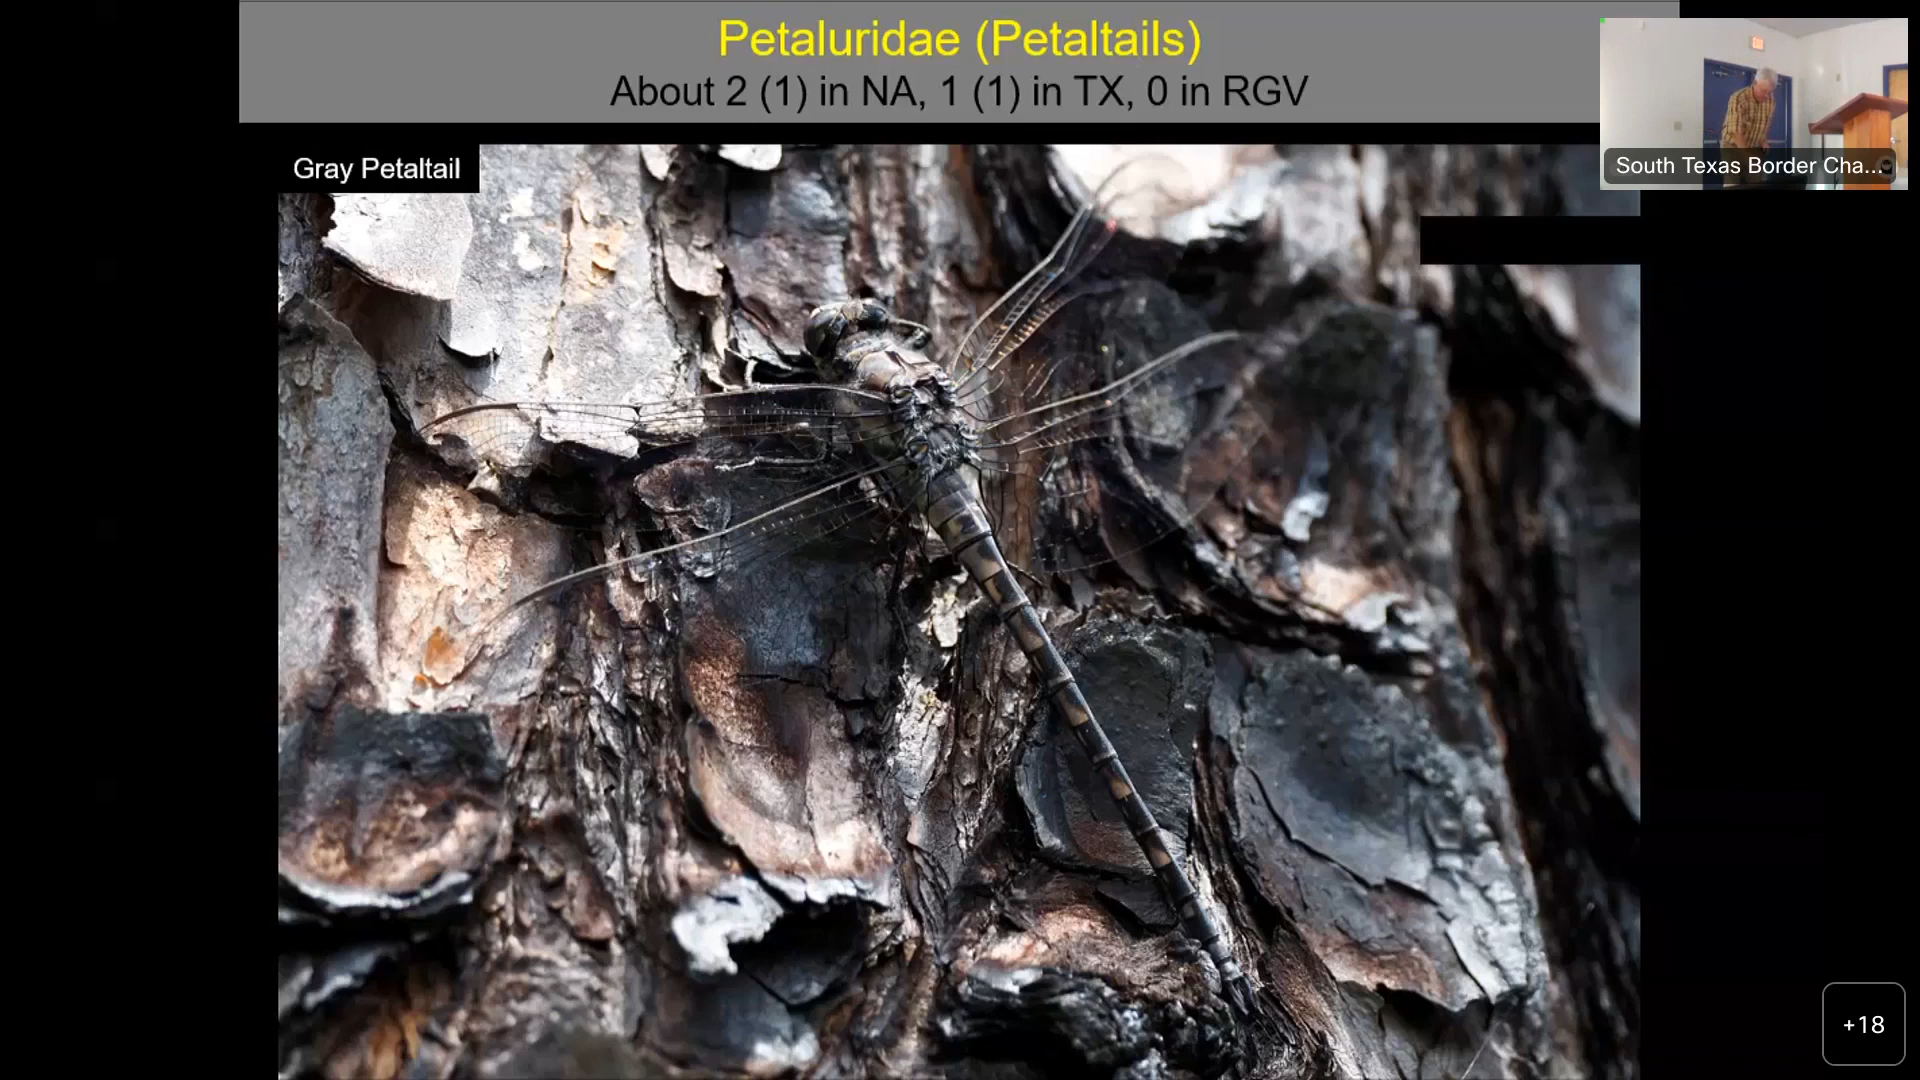 Petaluridae (Petaltails)
About 2 (1) in NA, 1 (1) in TX, 0 in RGV
Gray Petaltail
South Texas Border Cha...
+18